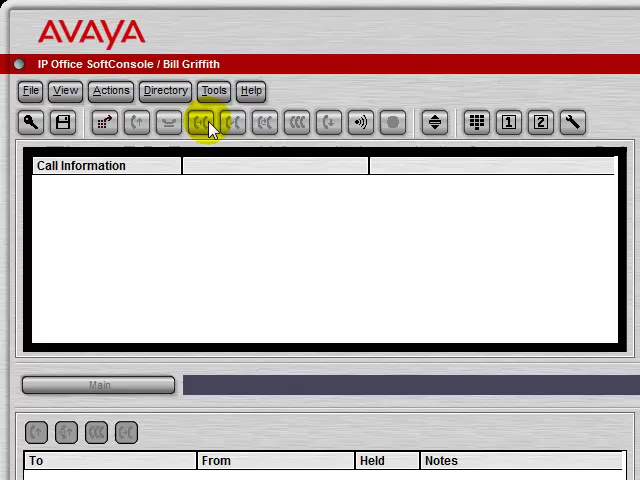 AVAYA
IP Office SoftConsole / Bill Griffith
File View Actions Directory Tools Help
1 2
Call Information
Main
To From Held Notes